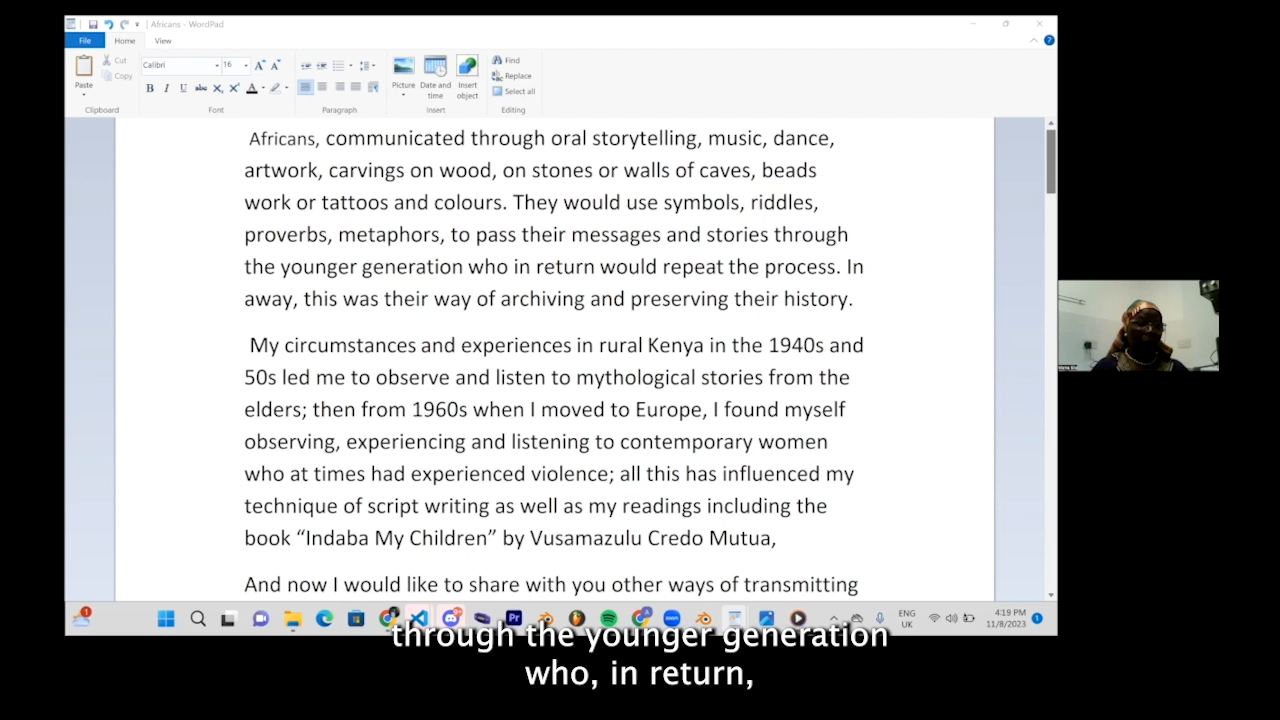 Africans - WordPad
File
Home
View
Paste
Cut
Copy
Clipboard
Calibri
16
Font
Paragraph
Picture
Date and
time
Insert
object
Insert
Find
Replace
Select all
Editing
Africans, communicated through oral storytelling, music, dance,
artwork, carvings on wood, on stones or walls of caves, beads
work or tattoos and colours. They would use symbols, riddles,
proverbs, metaphors, to pass their messages and stories through
the younger generation who in return would repeat the process. In
away, this was their way of archiving and preserving their history.
My circumstances and experiences in rural Kenya in the 1940s and
50s led me to observe and listen to mythological stories from the
elders; then from 1960s when I moved to Europe, I found myself
observing, experiencing and listening to contemporary women
who at times had experienced violence; all this has influenced my
technique of script writing as well as my readings including the
book “Indaba My Children” by Vusamazulu Credo Mutua,
And now I would like to share with you other ways of transmitting
ENG
UK
4:19 PM
11/8/2023
through the younger generation
who, in return,